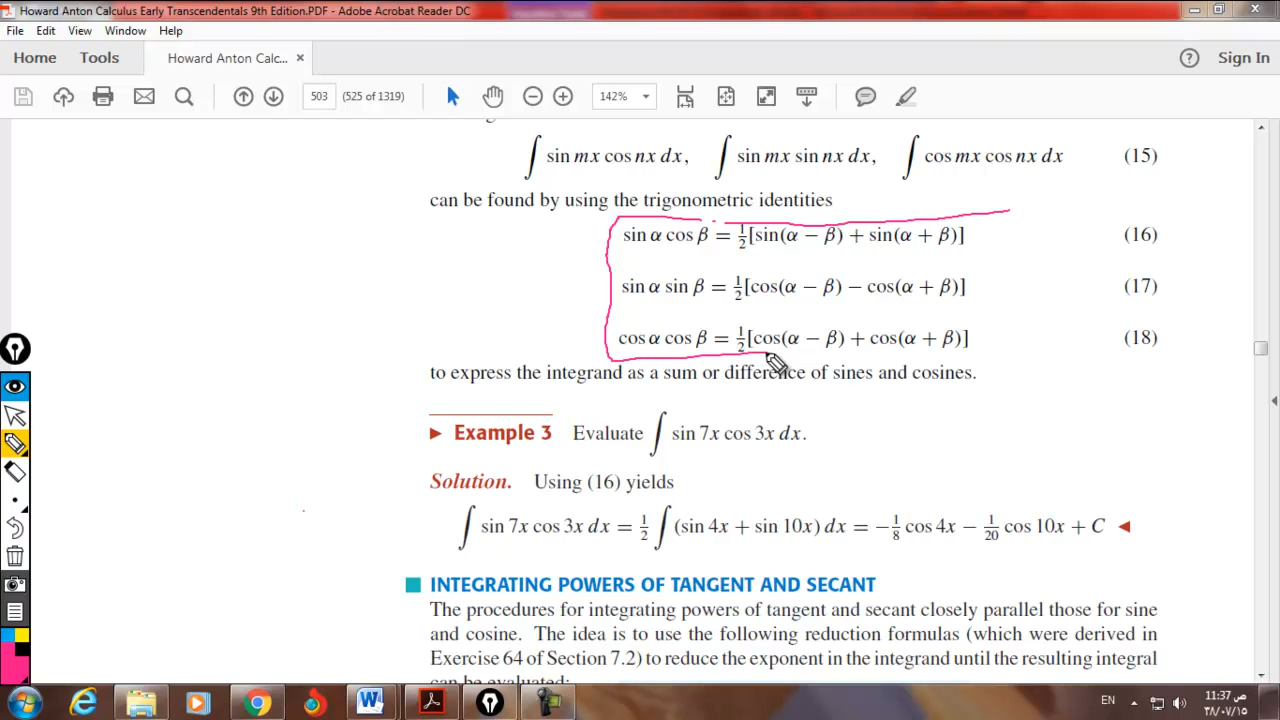 Howard Anton Calculus Early Transcendentals 9th Edition.PDF - Adobe Acrobat Reader DC
File Edit View Window Help
Home Tools Howard Anton Calc... × Sign In
503 (525 of 1319) 142%
∫ sin mx cos nx dx, ∫ sin mx sin nx dx, ∫ cos mx cos nx dx (15)
can be found by using the trigonometric identities
sin α cos β = 1/2[sin(α − β) + sin(α + β)] (16)
sin α sin β = 1/2[cos(α − β) − cos(α + β)] (17)
cos α cos β = 1/2[cos(α − β) + cos(α + β)] (18)
to express the integrand as a sum or difference of sines and cosines.
► Example 3 Evaluate ∫ sin 7x cos 3x dx.
Solution. Using (16) yields
∫ sin 7x cos 3x dx = 1/2 ∫ (sin 4x + sin 10x) dx = −1/8 cos 4x − 1/20 cos 10x + C ◄
INTEGRATING POWERS OF TANGENT AND SECANT
The procedures for integrating powers of tangent and secant closely parallel those for sine
and cosine. The idea is to use the following reduction formulas (which were derived in
Exercise 64 of Section 7.2) to reduce the exponent in the integrand until the resulting integral
can be evaluated:
EN
11:37 ص
٣٨/٠٧/١٥